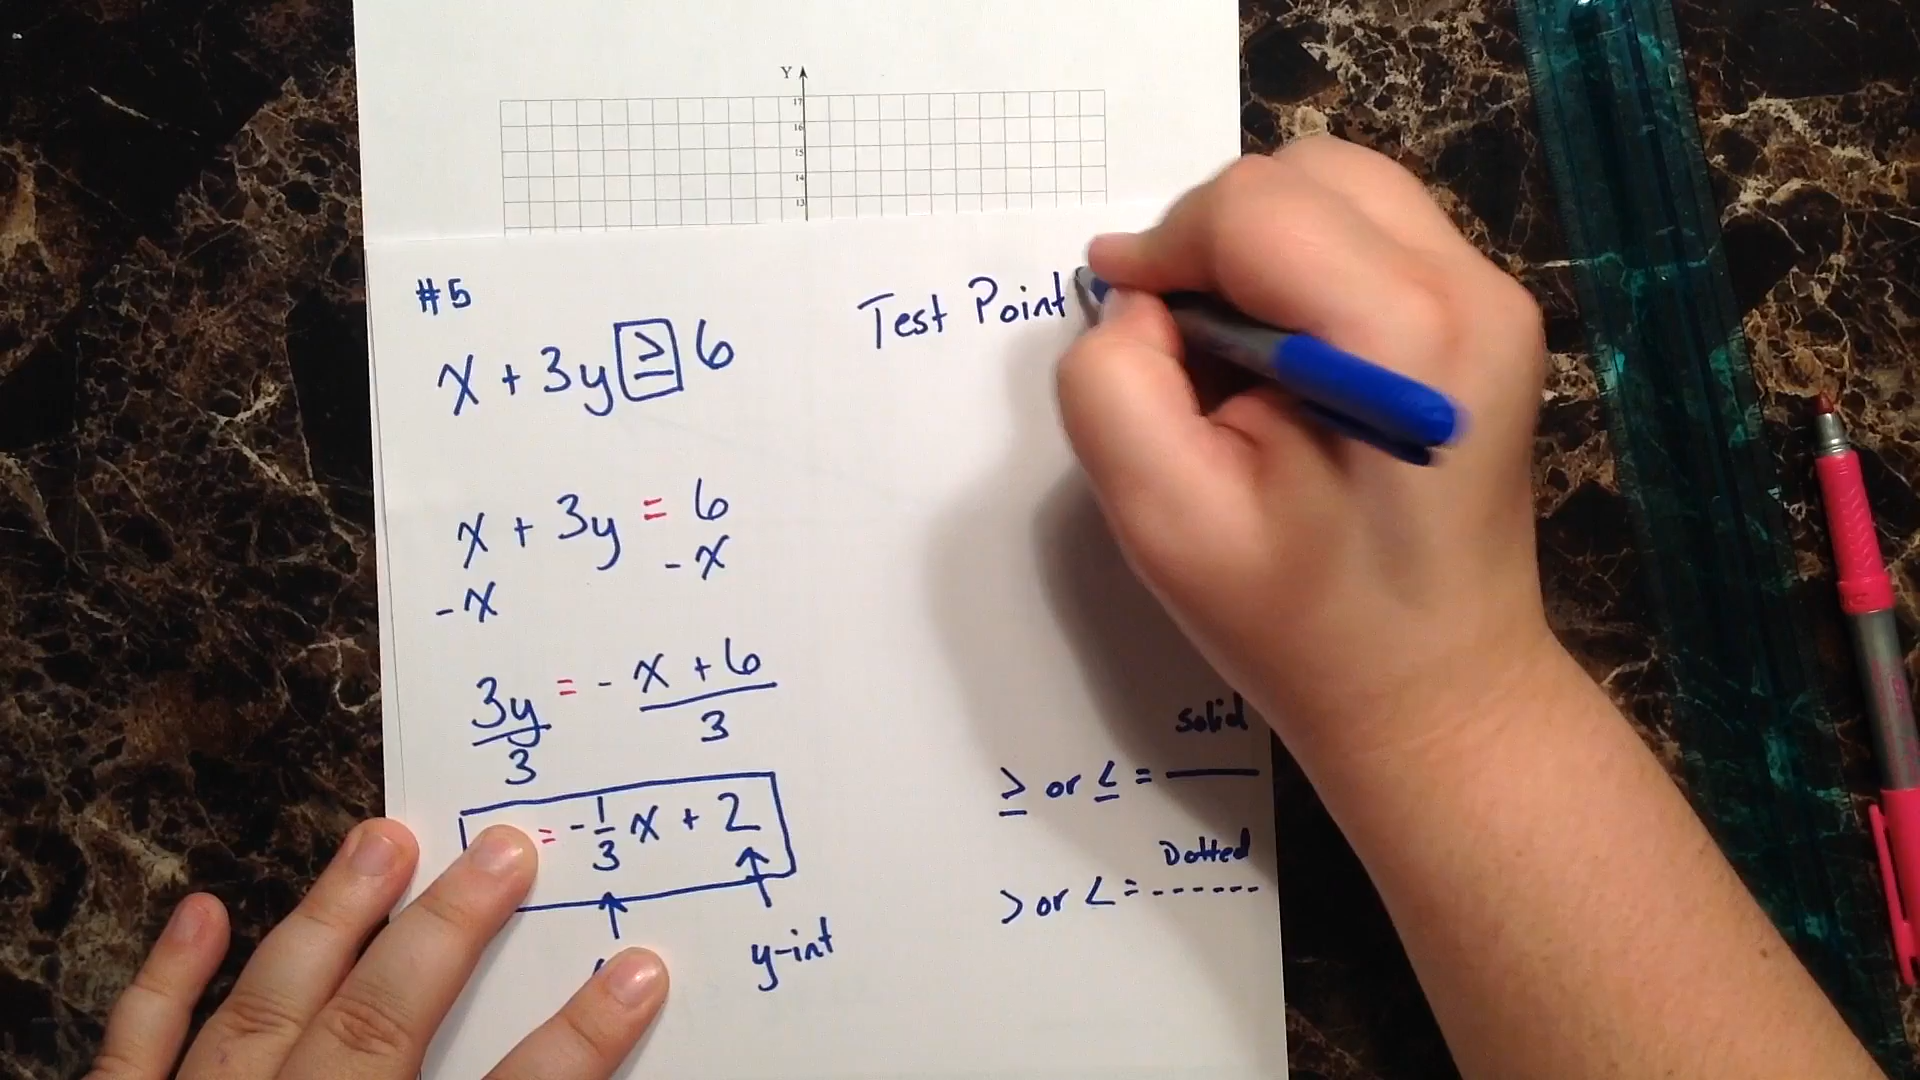 Y
17
16
15
14
13
#5
x + 3y ≥ 6
Test Point
x + 3y = 6
-x
-x
3y = -x + 6
3
3
= -1/3 x + 2
y-int
Solid
≥ or ≤ =
Dotted
> or < = ------